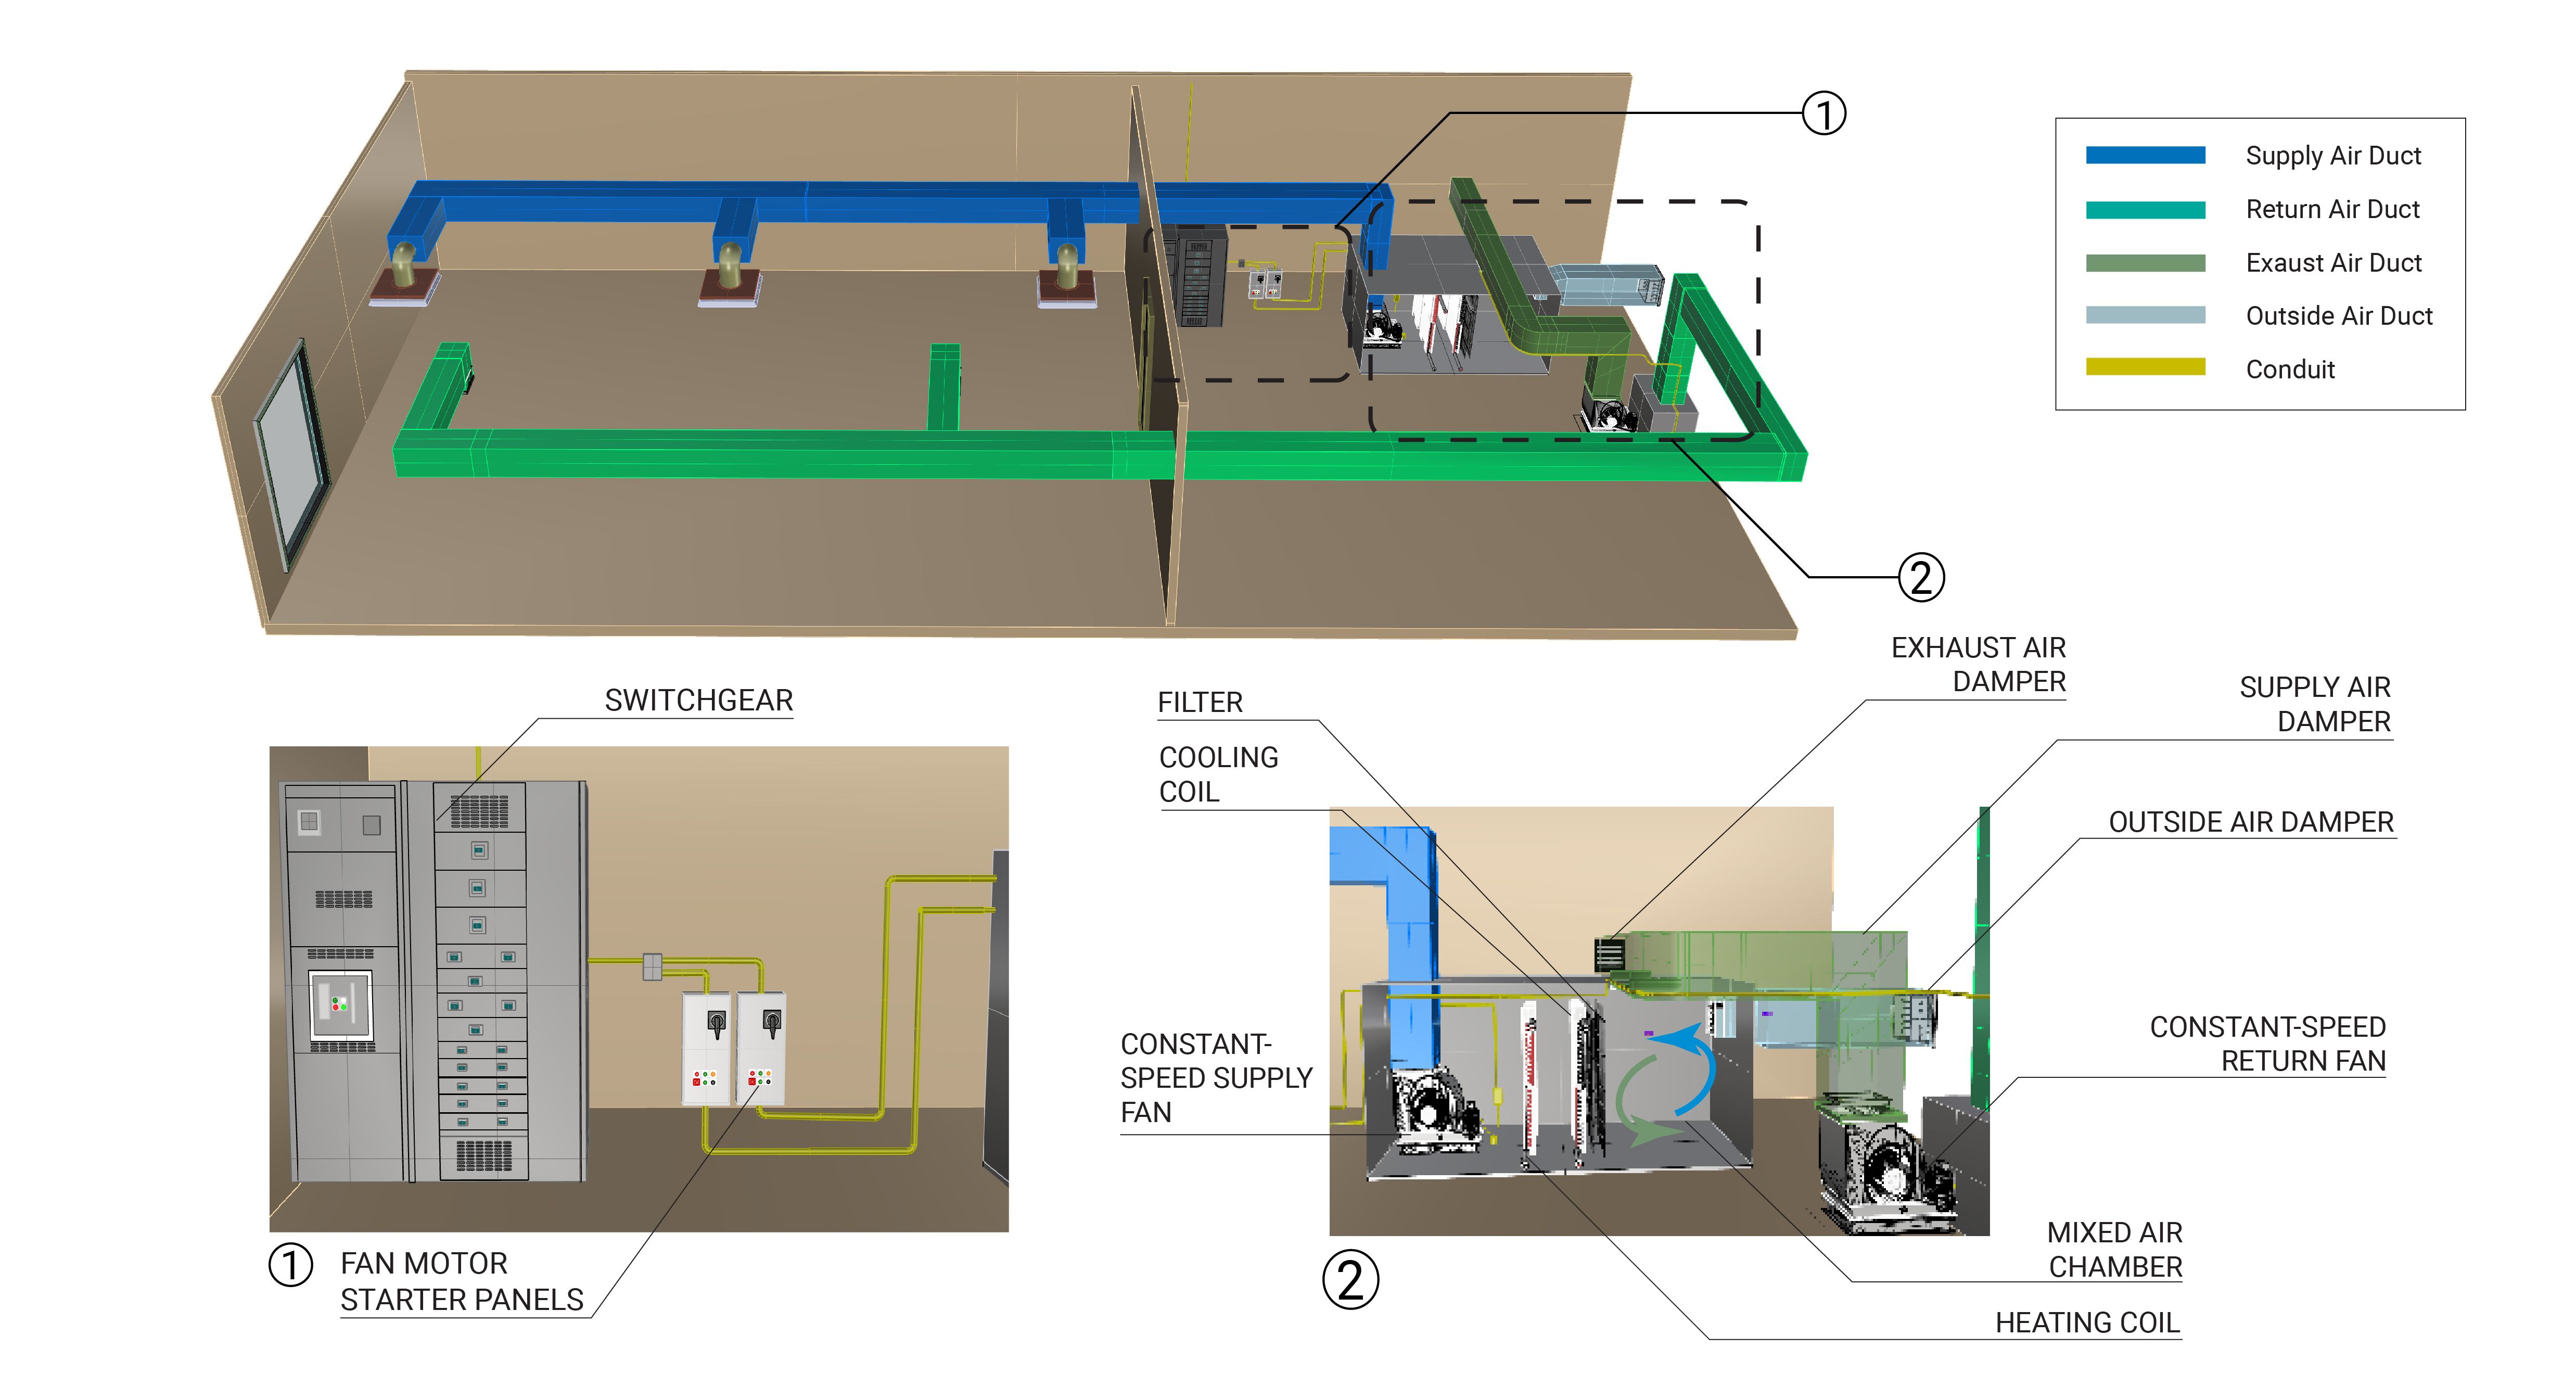 1
Supply Air Duct
Return Air Duct
Exaust Air Duct
Outside Air Duct
Conduit
2
SWITCHGEAR
1
FAN MOTOR
STARTER PANELS
EXHAUST AIR
DAMPER
FILTER
COOLING
COIL
SUPPLY AIR
DAMPER
OUTSIDE AIR DAMPER
CONSTANT-
SPEED SUPPLY
FAN
CONSTANT-SPEED
RETURN FAN
MIXED AIR
CHAMBER
HEATING COIL
2